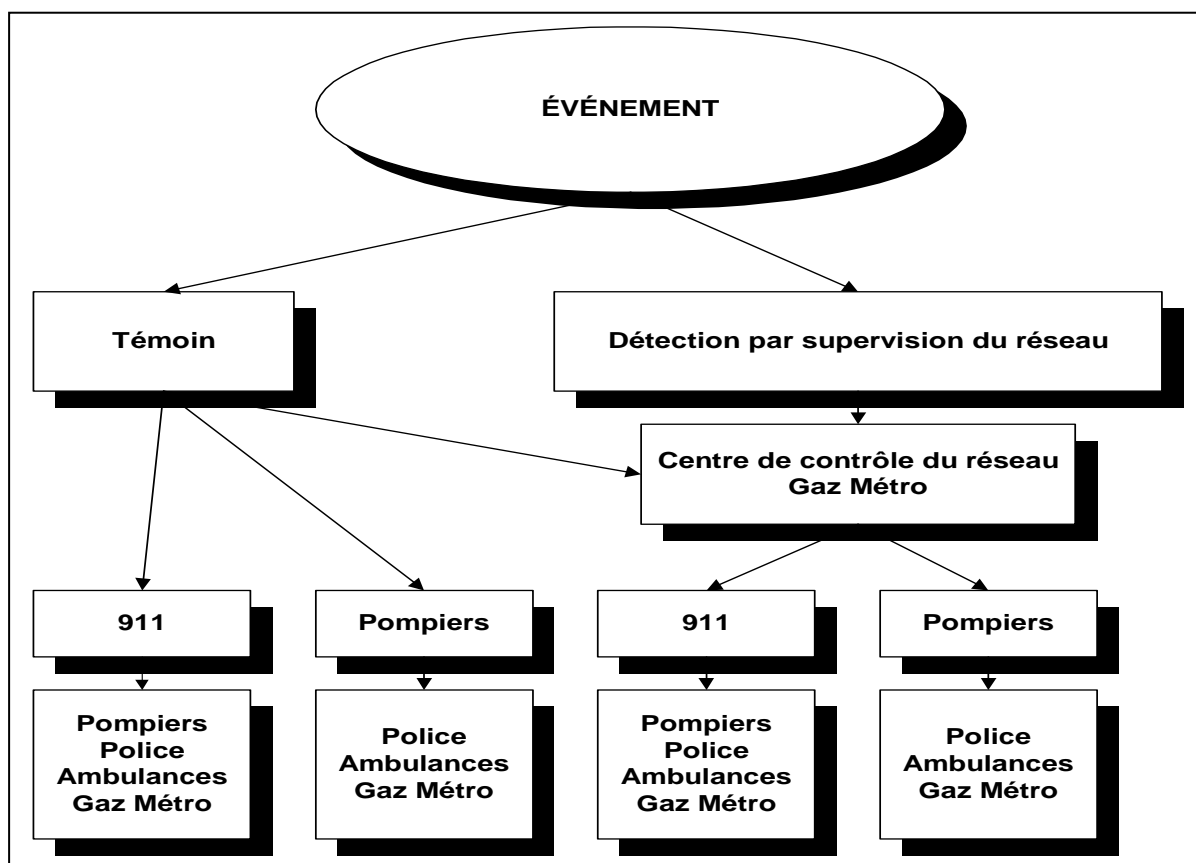 ÉVÉNEMENT
Témoin
Détection par supervision du réseau
Centre de contrôle du réseau
Gaz Métro
911
Pompiers
911
Pompiers
Pompiers
Police
Ambulances
Gaz Métro
Police
Ambulances
Gaz Métro
Pompiers
Police
Ambulances
Gaz Métro
Police
Ambulances
Gaz Métro